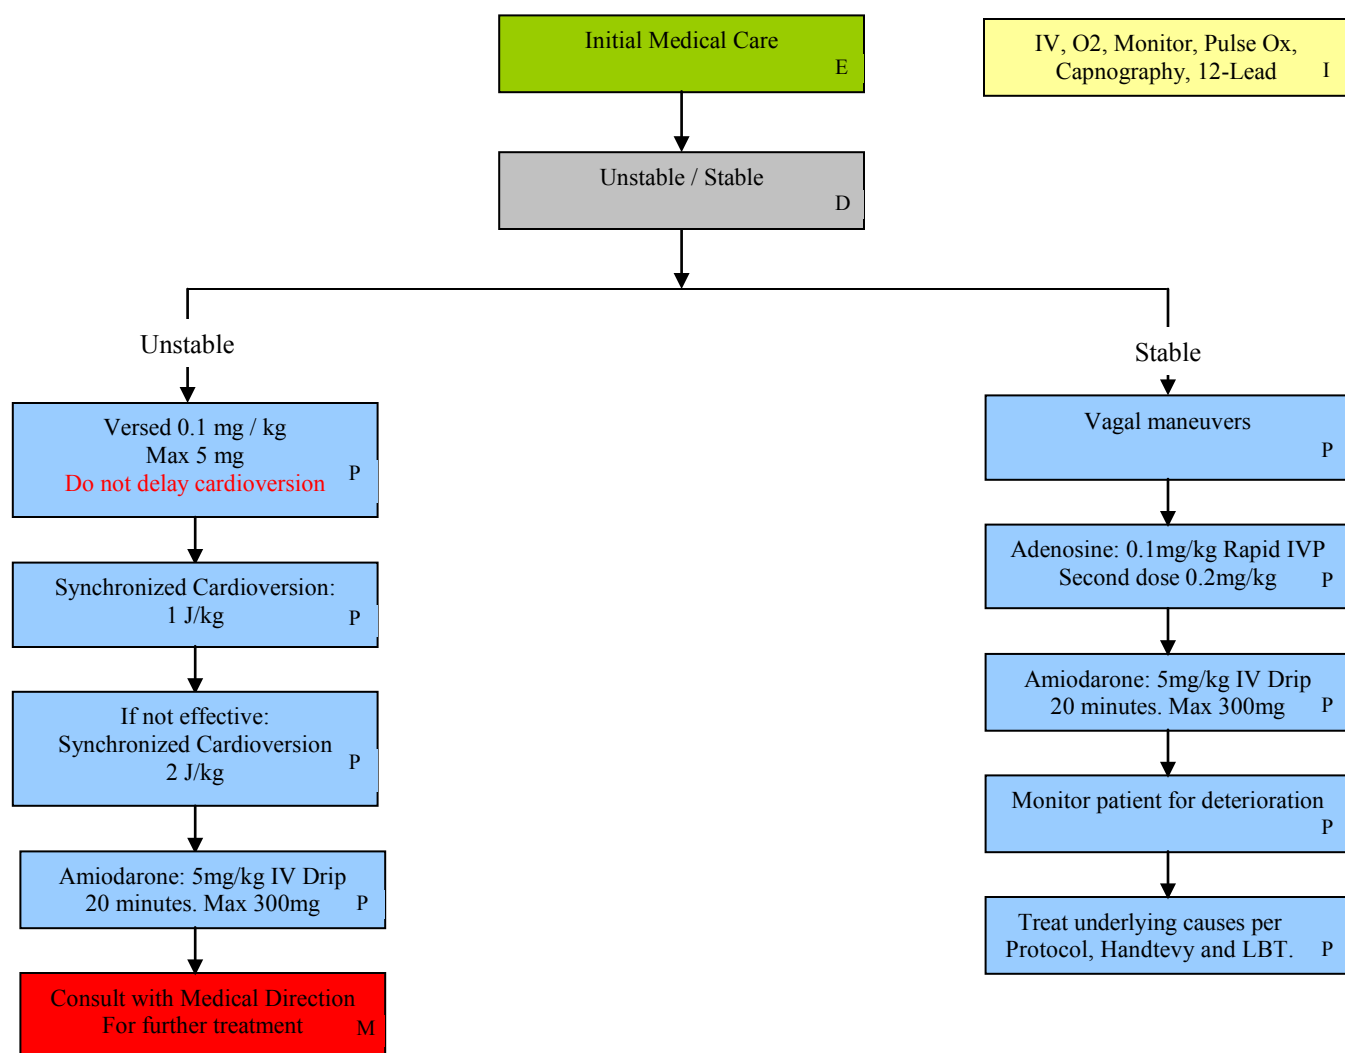 Initial Medical Care
E
IV, O2, Monitor, Pulse Ox,
Capnography, 12-Lead
I
Unstable / Stable
D
Unstable
Stable
Versed 0.1 mg / kg
Max 5 mg
Do not delay cardioversion
P
Synchronized Cardioversion:
1 J/kg
P
If not effective:
Synchronized Cardioversion
2 J/kg
P
Amiodarone: 5mg/kg IV Drip
20 minutes. Max 300mg
P
Consult with Medical Direction
For further treatment
M
Vagal maneuvers
P
Adenosine: 0.1mg/kg Rapid IVP
Second dose 0.2mg/kg
P
Amiodarone: 5mg/kg IV Drip
20 minutes. Max 300mg
P
Monitor patient for deterioration
P
Treat underlying causes per
Protocol, Handtevy and LBT.
P